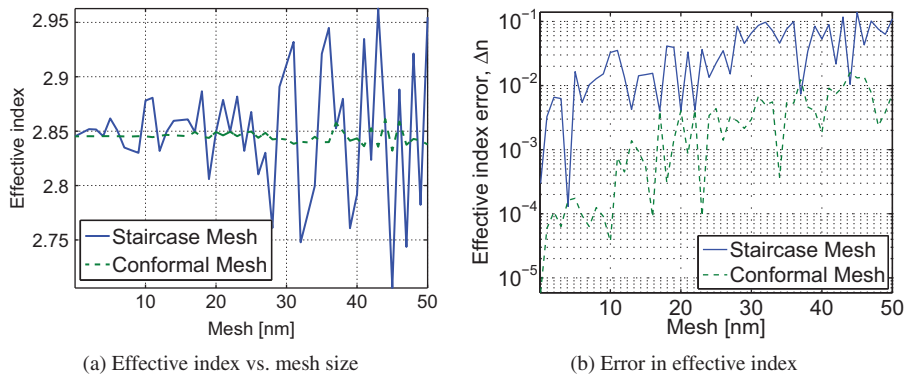 2.95
2.9
2.85
2.8
2.75
Effective index
Staircase Mesh
Conformal Mesh
10 20 30 40 50
Mesh [nm]
(a) Effective index vs. mesh size
10⁻¹
10⁻²
10⁻³
10⁻⁴
10⁻⁵
Effective index error, Δn
Staircase Mesh
Conformal Mesh
10 20 30 40 50
Mesh [nm]
(b) Error in effective index